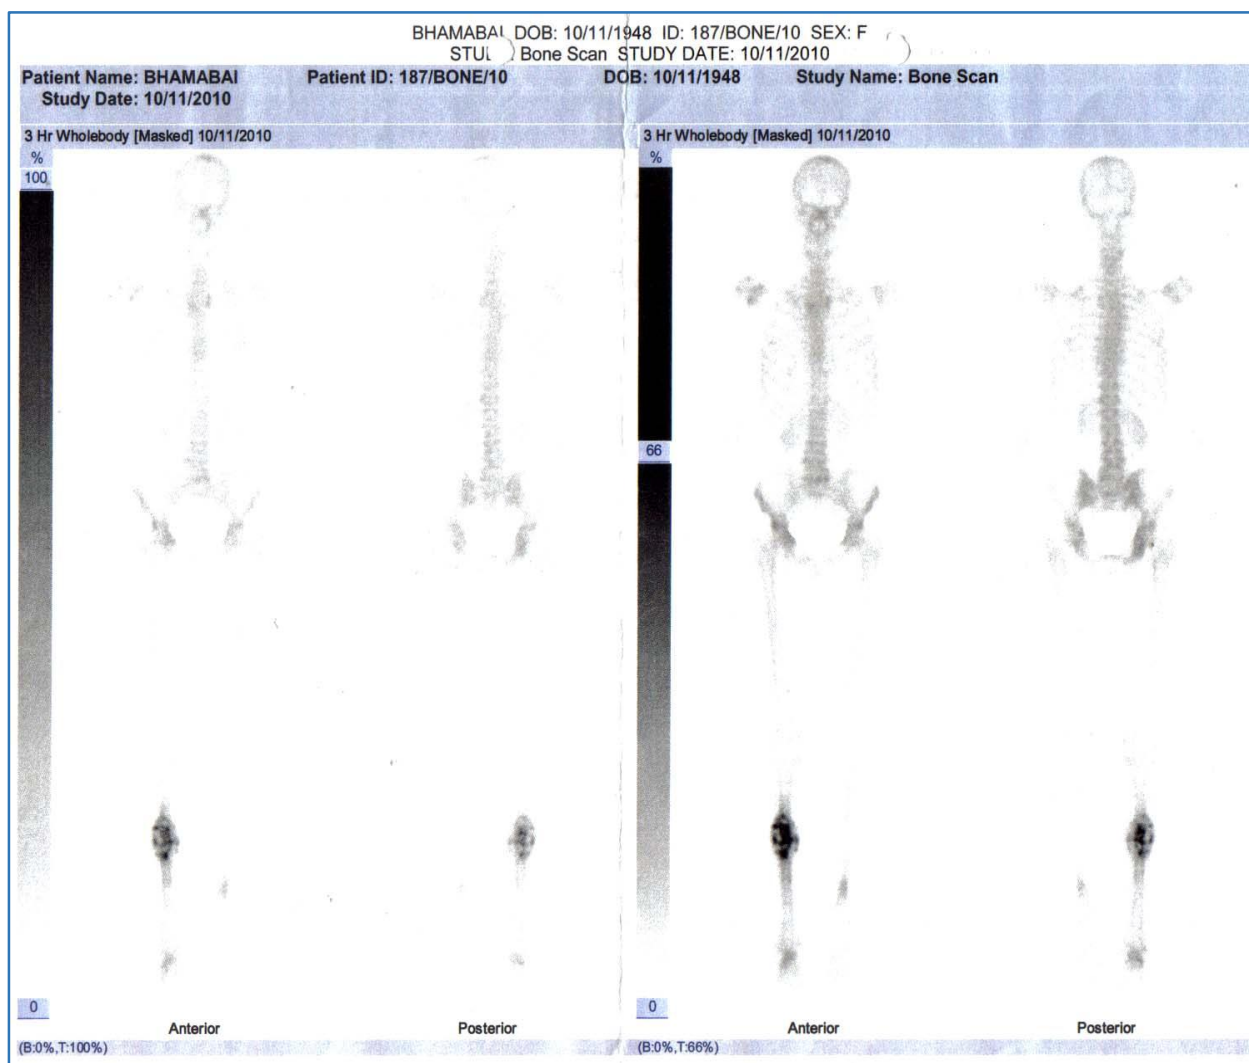 BHAMABAI DOB: 10/11/1948 ID: 187/BONE/10 SEX: F
Bone Scan STUDY DATE: 10/11/2010
Patient Name: BHAMABAI Patient ID: 187/BONE/10 DOB: 10/11/1948 Study Name: Bone Scan
Study Date: 10/11/2010
3 Hr Wholebody [Masked] 10/11/2010 3 Hr Wholebody [Masked] 10/11/2010
% %
100
66
0 0
Anterior Posterior Anterior Posterior
(B:0%,T:100%) (B:0%,T:66%)